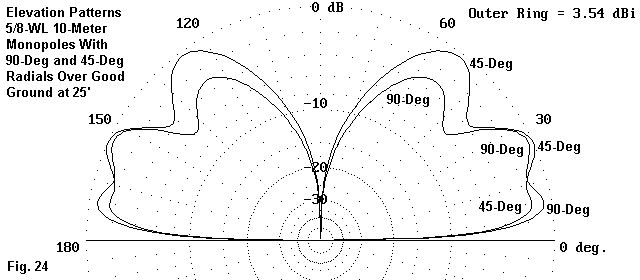 Elevation Patterns
5/8-WL 10-Meter
Monopoles With
90-Deg and 45-Deg
Radials Over Good
Ground at 25'
0 dB
Outer Ring = 3.54 dBi
120
60
45-Deg
90-Deg
-10
150
30
90-Deg
45-Deg
-20
-30
45-Deg
90-Deg
180
0 deg.
Fig. 24